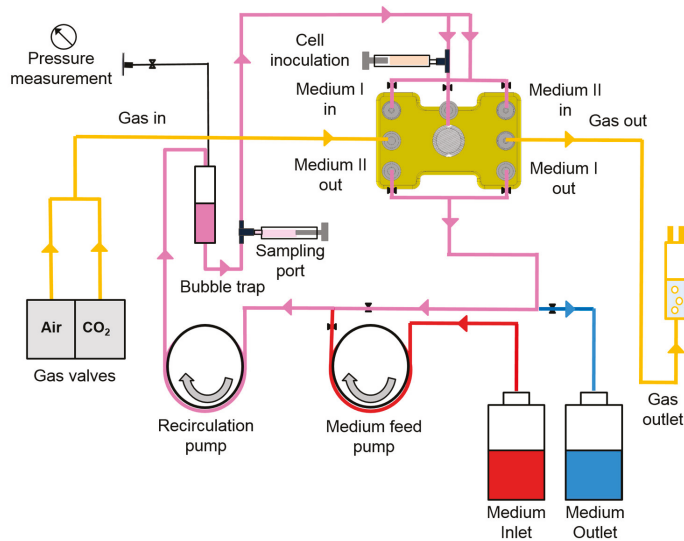 Cell
inoculation
Pressure
measurement
Medium I
in
Medium II
in
Gas in
Gas out
Medium II
out
Medium I
out
Sampling
port
Bubble trap
Air
CO₂
Gas valves
Gas
outlet
Recirculation
pump
Medium feed
pump
Medium
Inlet
Medium
Outlet